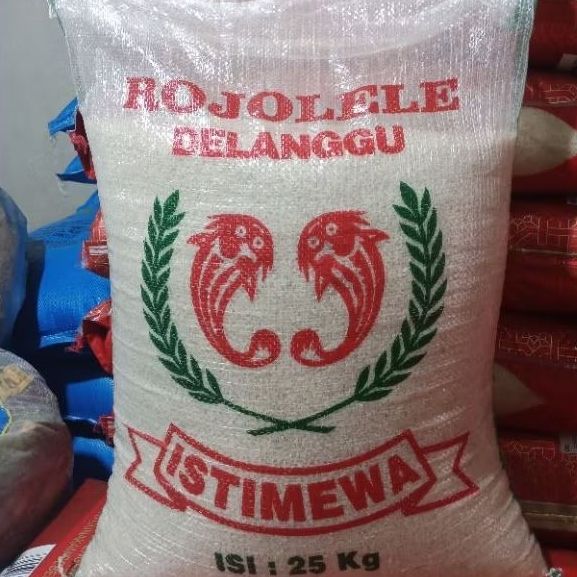 ROJOLELE
DELANGGU
ISTIMEWA
ISI : 25 Kg